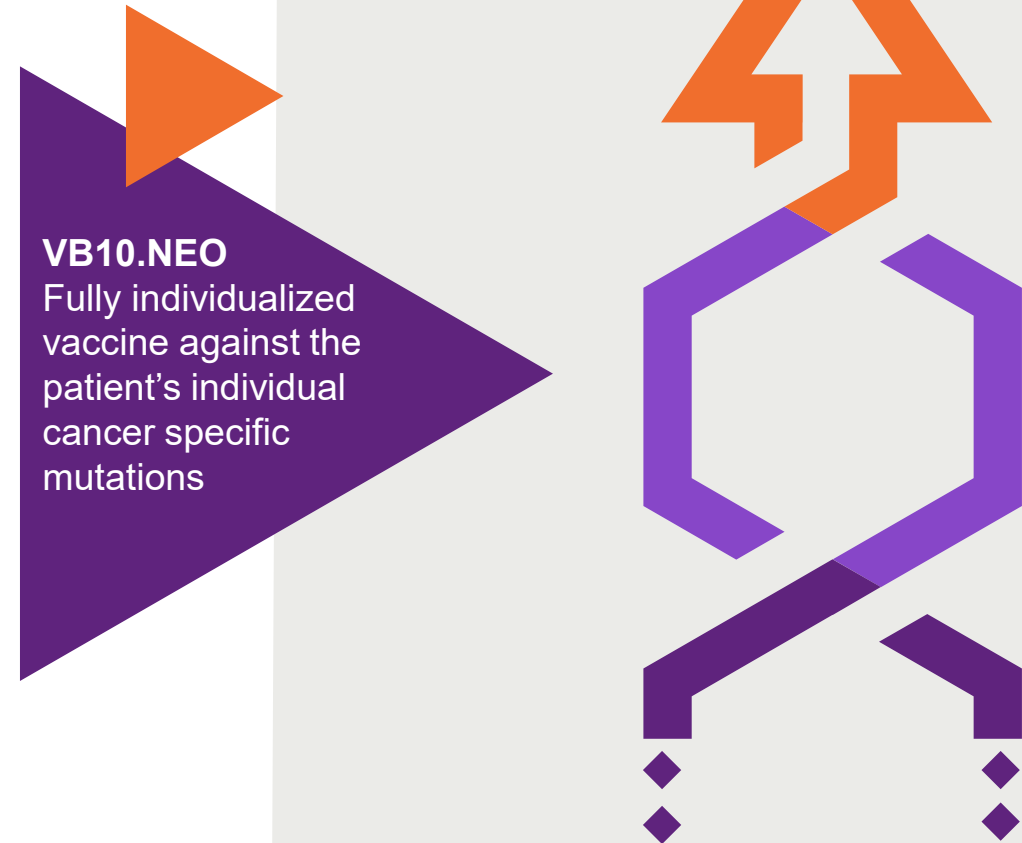 VB10.NEO
Fully individualized
vaccine against the
patient’s individual
cancer specific
mutations